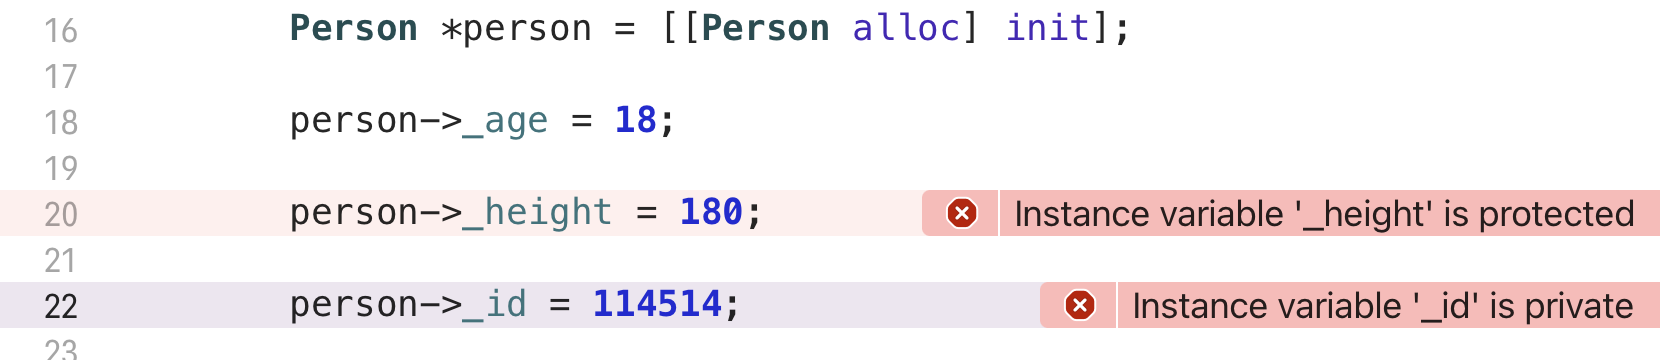 16 Person *person = [[Person alloc] init];
17
18 person->_age = 18;
19
20 person->_height = 180; Instance variable '_height' is protected
21
22 person->_id = 114514; Instance variable '_id' is private
23